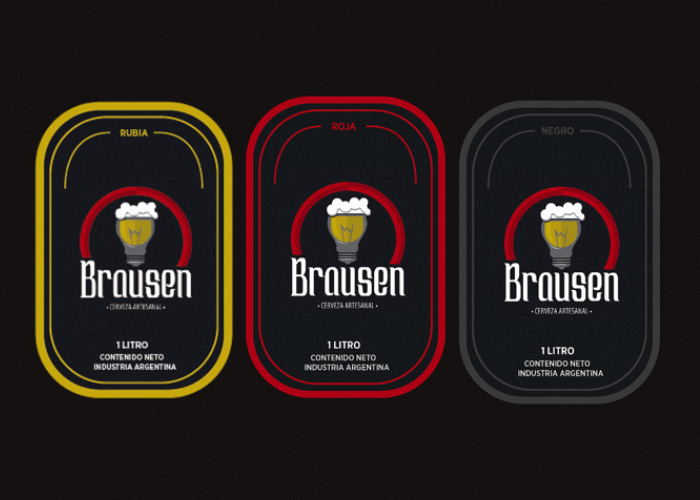 RUBIA
Brausen
• CERVEZA ARTESANAL •
1 LITRO
CONTENIDO NETO
INDUSTRIA ARGENTINA
ROJA
Brausen
• CERVEZA ARTESANAL •
1 LITRO
CONTENIDO NETO
INDUSTRIA ARGENTINA
NEGRO
Brausen
• CERVEZA ARTESANAL •
1 LITRO
CONTENIDO NETO
INDUSTRIA ARGENTINA